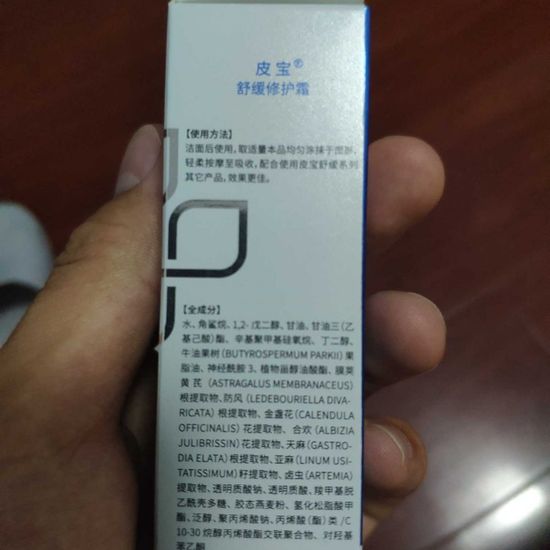 皮宝®
舒缓修护霜
【使用方法】
洁面后使用，取适量本品均匀涂抹于面部，
轻柔按摩至吸收，配合使用皮宝舒缓系列
其它产品，效果更佳。
【全成分】
水、角鲨烷、1,2-戊二醇、甘油、甘油三(乙
基己酸)酯、辛基聚甲基硅氧烷、丁二醇、
牛油果树(BUTYROSPERMUM PARKII)果
脂油、神经酰胺3、植物甾醇油酸酯、膜荚
黄芪(ASTRAGALUS MEMBRANACEUS)
根提取物、防风(LEDEBOURIELLA DIVA-
RICATA)根提取物、金盏花(CALENDULA
OFFICINALIS)花提取物、合欢(ALBIZIA
JULIBRISSIN)花提取物、天麻(GASTRO-
DIA ELATA)根提取物、亚麻(LINUM USI-
TATISSIMUM)籽提取物、卤虫(ARTEMIA)
提取物、透明质酸钠、透明质酸、羧甲基脱
乙酰壳多糖、胶态燕麦粉、氢化松脂酸甲
酯、泛醇、聚丙烯酸钠、丙烯酸(酯)类/C
10-30烷醇丙烯酸酯交联聚合物、对羟基
苯乙酮